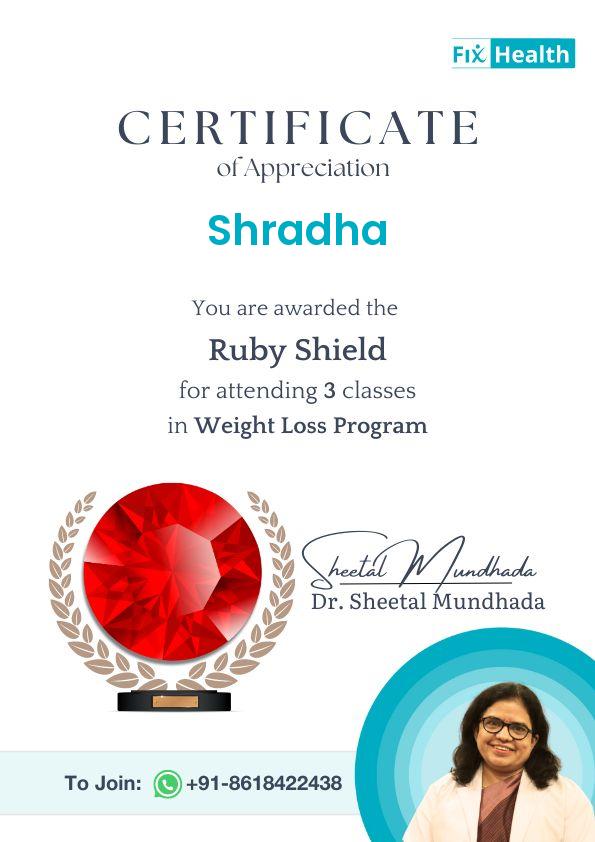 Fix Health
CERTIFICATE
of Appreciation
Shradha
You are awarded the
Ruby Shield
for attending 3 classes
in Weight Loss Program
Sheetal Mundhada
Dr. Sheetal Mundhada
To Join: +91-8618422438